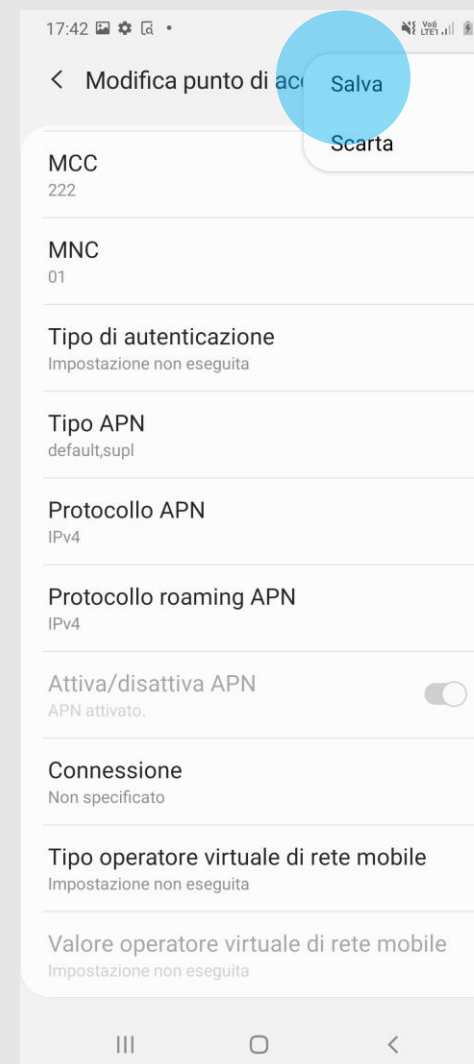 17:42
Modifica punto di acc
Salva
Scarta
MCC
222
MNC
01
Tipo di autenticazione
Impostazione non eseguita
Tipo APN
default,supl
Protocollo APN
IPv4
Protocollo roaming APN
IPv4
Attiva/disattiva APN
APN attivato.
Connessione
Non specificato
Tipo operatore virtuale di rete mobile
Impostazione non eseguita
Valore operatore virtuale di rete mobile
Impostazione non eseguita